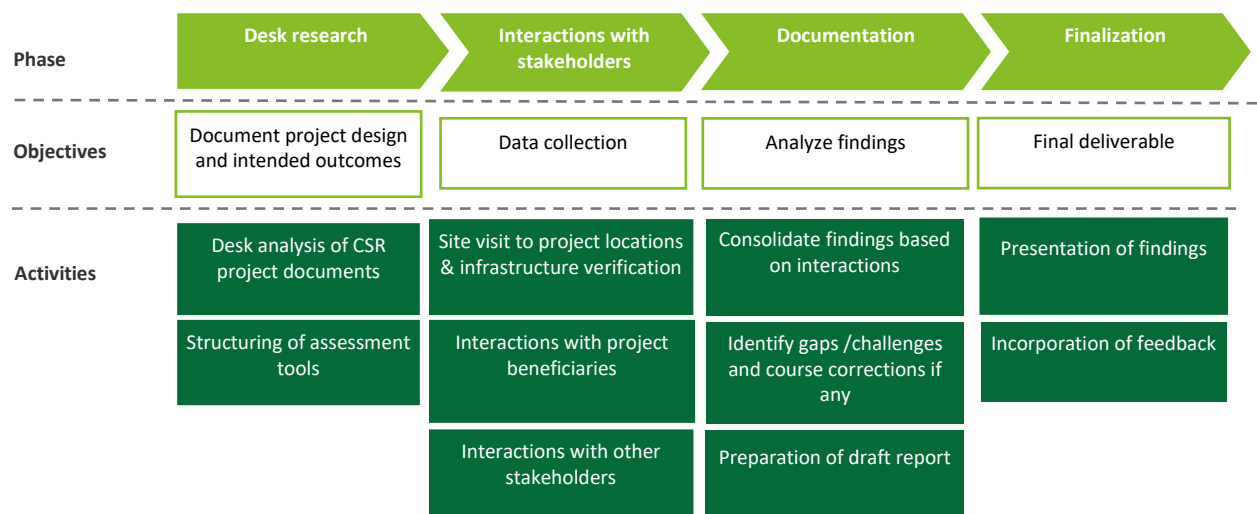 Phase
Desk research
Interactions with
stakeholders
Documentation
Finalization
Objectives
Document project design
and intended outcomes
Data collection
Analyze findings
Final deliverable
Activities
Desk analysis of CSR
project documents
Site visit to project locations
& infrastructure verification
Consolidate findings based
on interactions
Presentation of findings
Structuring of assessment
tools
Interactions with project
beneficiaries
Identify gaps /challenges
and course corrections if
any
Incorporation of feedback
Interactions with other
stakeholders
Preparation of draft report